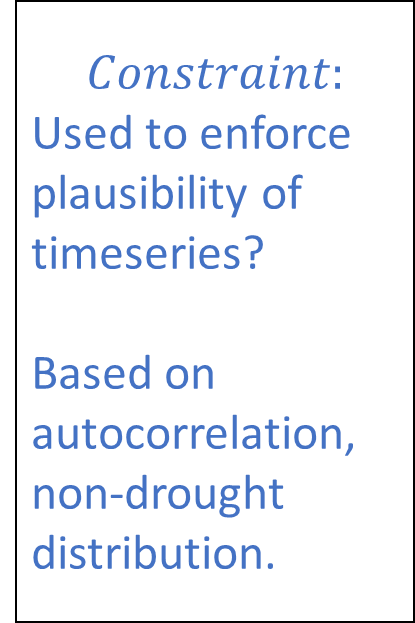 Constraint:
Used to enforce
plausibility of
timeseries?
Based on
autocorrelation,
non-drought
distribution.